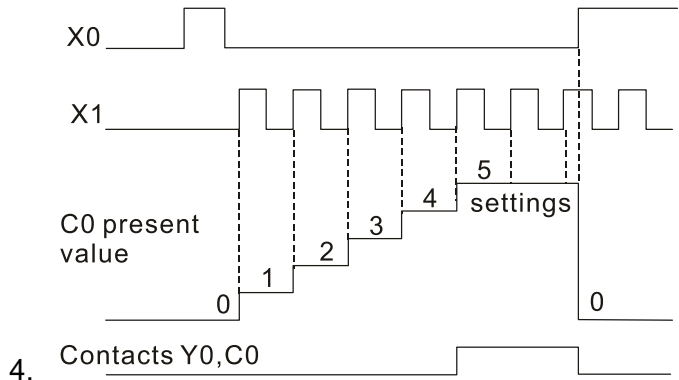 X0
X1
5
settings
4
3
C0 present
value
2
1
0
0
4. Contacts Y0,C0